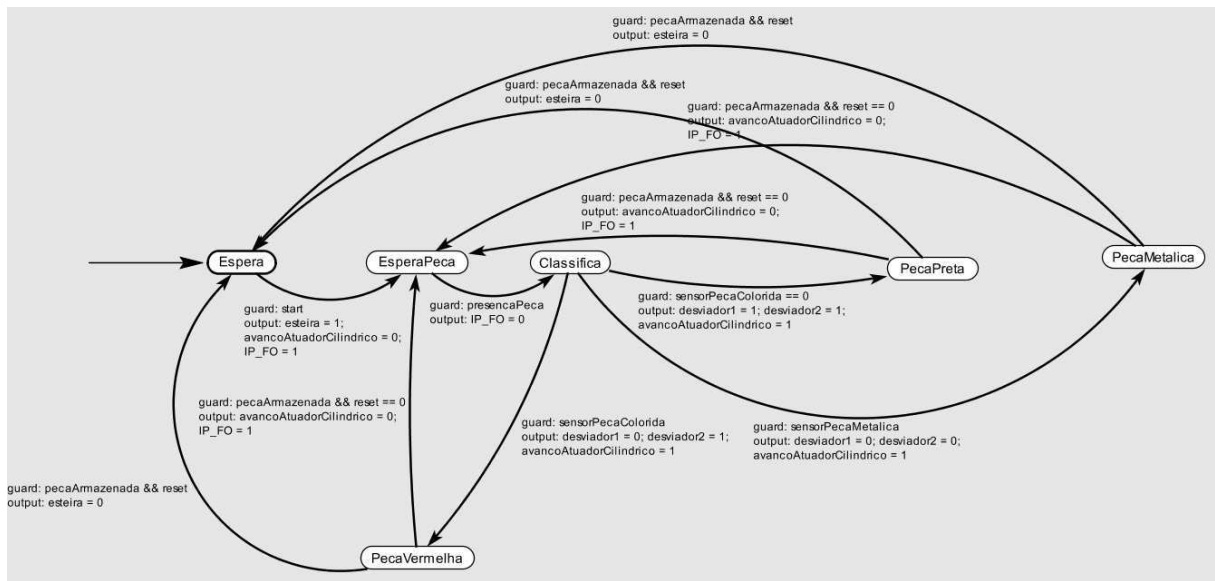 guard: pecaArmazenada && reset
output: esteira = 0
guard: pecaArmazenada && reset
output: esteira = 0
guard: pecaArmazenada && reset == 0
output: avancoAtuadorCilindrico = 0;
IP_FO = 1
guard: pecaArmazenada && reset == 0
output: avancoAtuadorCilindrico = 0;
IP_FO = 1
Espera
EsperaPeca
Classifica
PecaPreta
PecaMetalica
guard: start
output: esteira = 1;
avancoAtuadorCilindrico = 0;
IP_FO = 1
guard: presencaPeca
output: IP_FO = 0
guard: sensorPecaColorida == 0
output: desviador1 = 1; desviador2 = 1;
avancoAtuadorCilindrico = 1
guard: pecaArmazenada && reset == 0
output: avancoAtuadorCilindrico = 0;
IP_FO = 1
guard: sensorPecaColorida
output: desviador1 = 0; desviador2 = 1;
avancoAtuadorCilindrico = 1
guard: sensorPecaMetalica
output: desviador1 = 0; desviador2 = 0;
avancoAtuadorCilindrico = 1
guard: pecaArmazenada && reset
output: esteira = 0
PecaVermelha